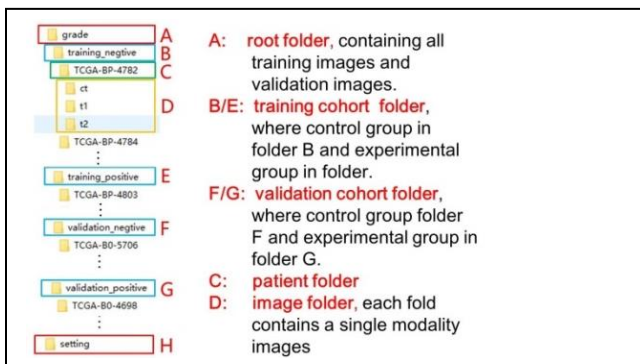 grade A
training_negtive B
TCGA-BP-4782 C
ct
t1 D
t2
TCGA-BP-4784
training_positive E
TCGA-BP-4803
validation_negtive F
TCGA-B0-5706
validation_positive G
TCGA-B0-4698
setting H
A: root folder, containing all
training images and
validation images.
B/E: training cohort folder,
where control group in
folder B and experimental
group in folder.
F/G: validation cohort folder,
where control group folder
F and experimental group in
folder G.
C: patient folder
D: image folder, each fold
contains a single modality
images